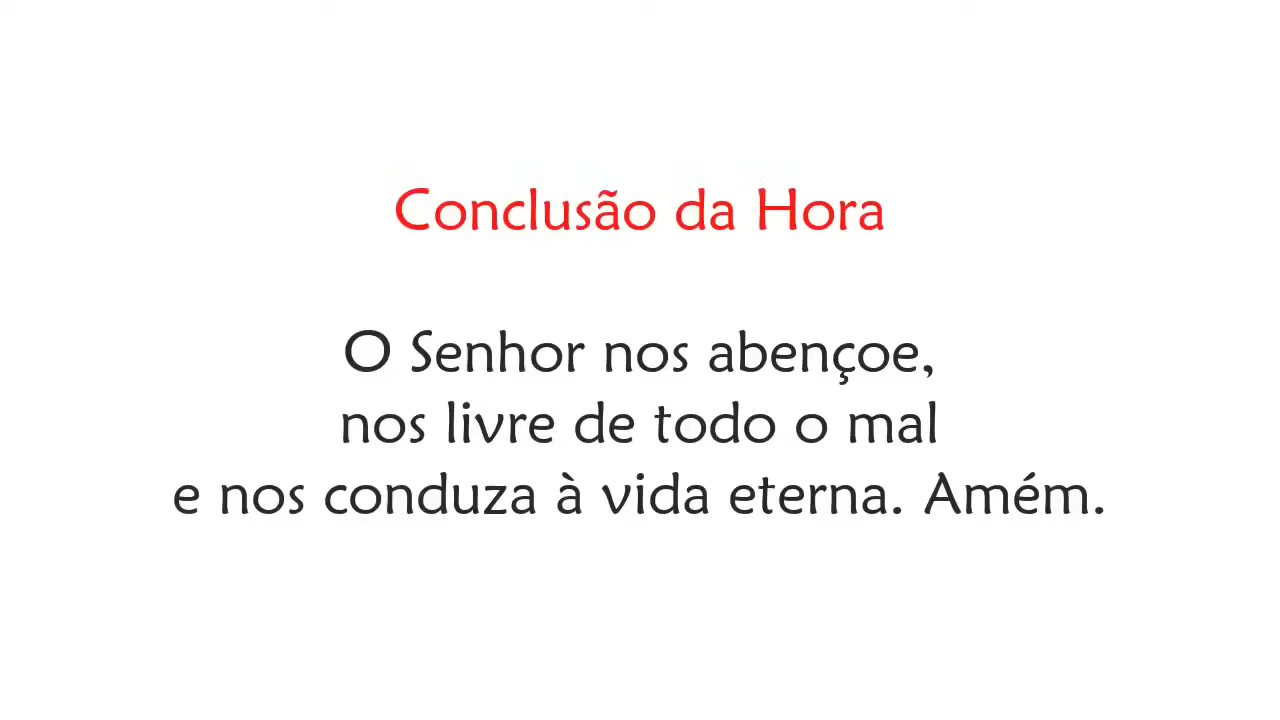 Conclusão da Hora
O Senhor nos abençoe,
nos livre de todo o mal
e nos conduza à vida eterna. Amém.